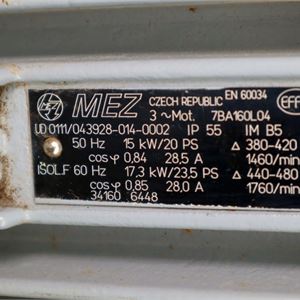 MEZ CZECH REPUBLIC EN 60034 EFF
3 ~Mot. 7BA160L04
UD 0111/043928-014-0002 IP 55 IM B5
50 Hz 15 kW/20 PS △ 380-420
cos φ 0,84 28,5 A 1460/min
ISOL.F 60 Hz 17,3 kW/23,5 PS △ 440-480
cos φ 0,85 28,0 A 1760/min
34160 6448